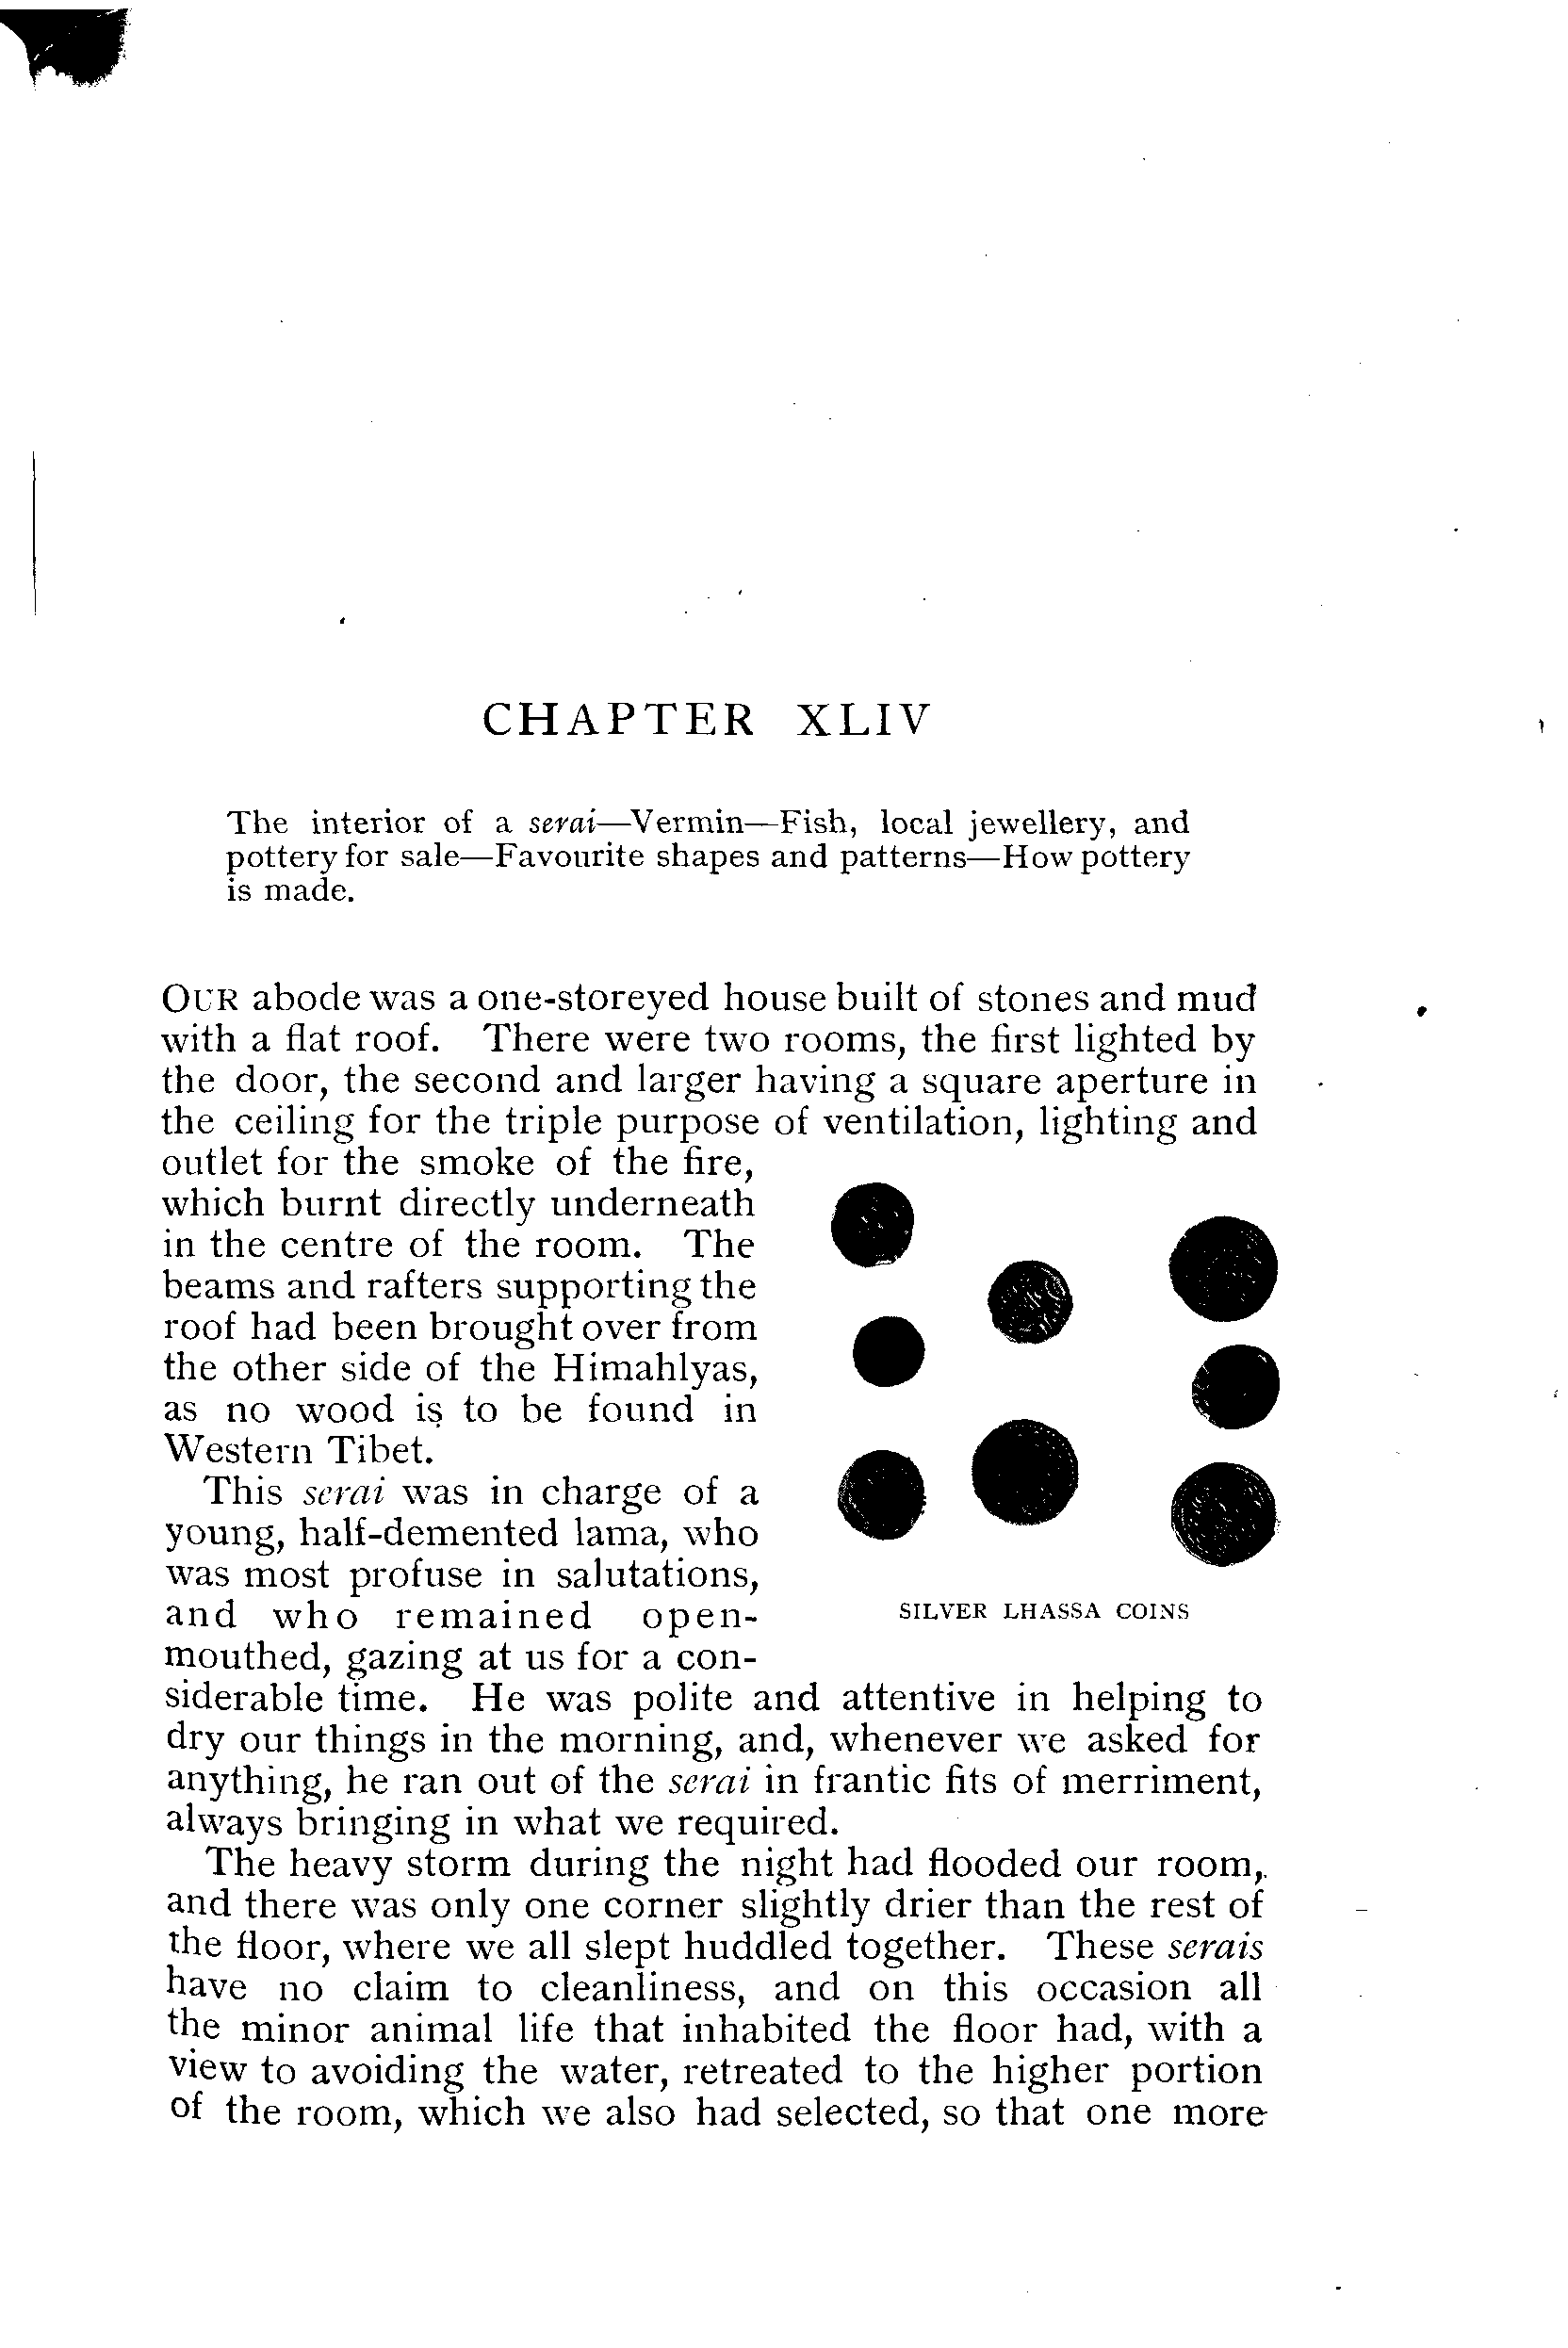 CHAPTER XLIV
The interior of a serai—Vermin—Fish, local jewellery, and
pottery for sale—Favourite shapes and patterns—How pottery
is made.
OUR abode was a one-storeyed house built of stones and mud
with a flat roof. There were two rooms, the first lighted by
the door, the second and larger having a square aperture in
the ceiling for the triple purpose of ventilation, lighting and
outlet for the smoke of the fire,
which burnt directly underneath
in the centre of the room. The
beams and rafters supporting the
roof had been brought over from
the other side of the Himahlyas,
as no wood is to be found in
Western Tibet.
This serai was in charge of a
young, half-demented lama, who
was most profuse in salutations,
and who remained open-
mouthed, gazing at us for a con-
SILVER LHASSA COINS
siderable time. He was polite and attentive in helping to
dry our things in the morning, and, whenever we asked for
anything, he ran out of the serai in frantic fits of merriment,
always bringing in what we required.
The heavy storm during the night had flooded our room,
and there was only one corner slightly drier than the rest of
the floor, where we all slept huddled together. These serais
have no claim to cleanliness, and on this occasion all
the minor animal life that inhabited the floor had, with a
view to avoiding the water, retreated to the higher portion
of the room, which we also had selected, so that one more